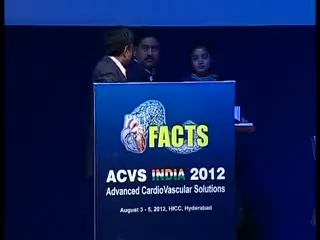 FACTS
ACVS INDIA 2012
Advanced CardioVascular Solutions
August 3 - 5, 2012, HICC, Hyderabad